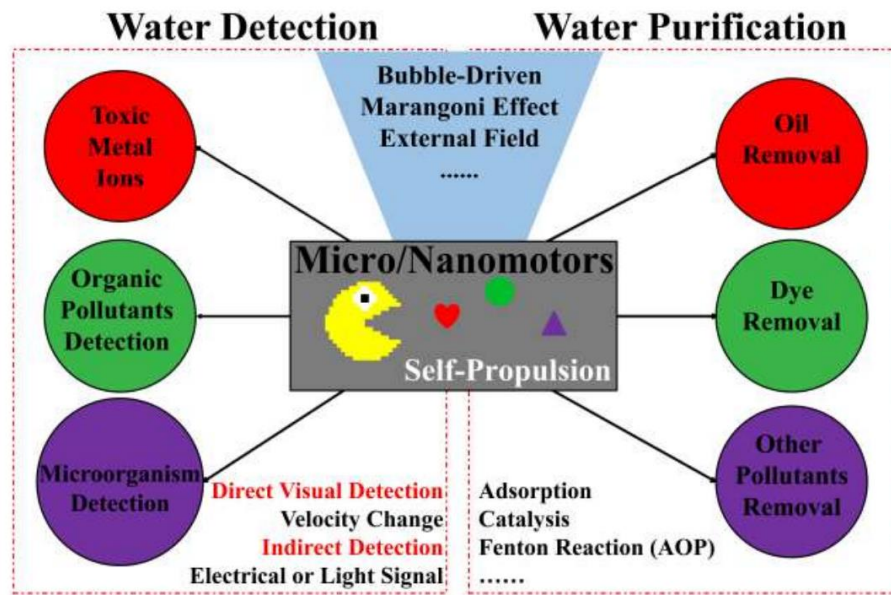 Water Detection
Water Purification
Bubble-Driven
Marangoni Effect
External Field
......
Toxic
Metal
Ions
Organic
Pollutants
Detection
Microorganism
Detection
Micro/Nanomotors
Self-Propulsion
Oil
Removal
Dye
Removal
Other
Pollutants
Removal
Direct Visual Detection
Velocity Change
Indirect Detection
Electrical or Light Signal
Adsorption
Catalysis
Fenton Reaction (AOP)
......